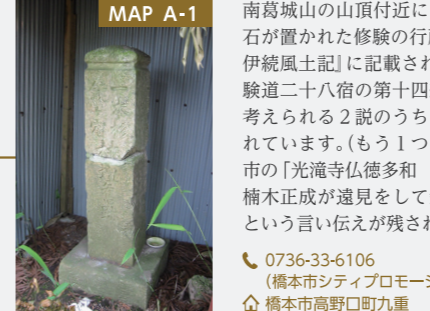 MAP A-1
南葛城山の山頂付近に
石が置かれた修験の行
伊続風土記』に記載され
験道二十八宿の第十四
考えられる２説のうち
れています。(もう１つ
市の「光滝寺仏徳多和
楠木正成が遠見をして
という言い伝えが残され
0736-33-6106
(橋本市シティプロモーシ
橋本市高野口町九重